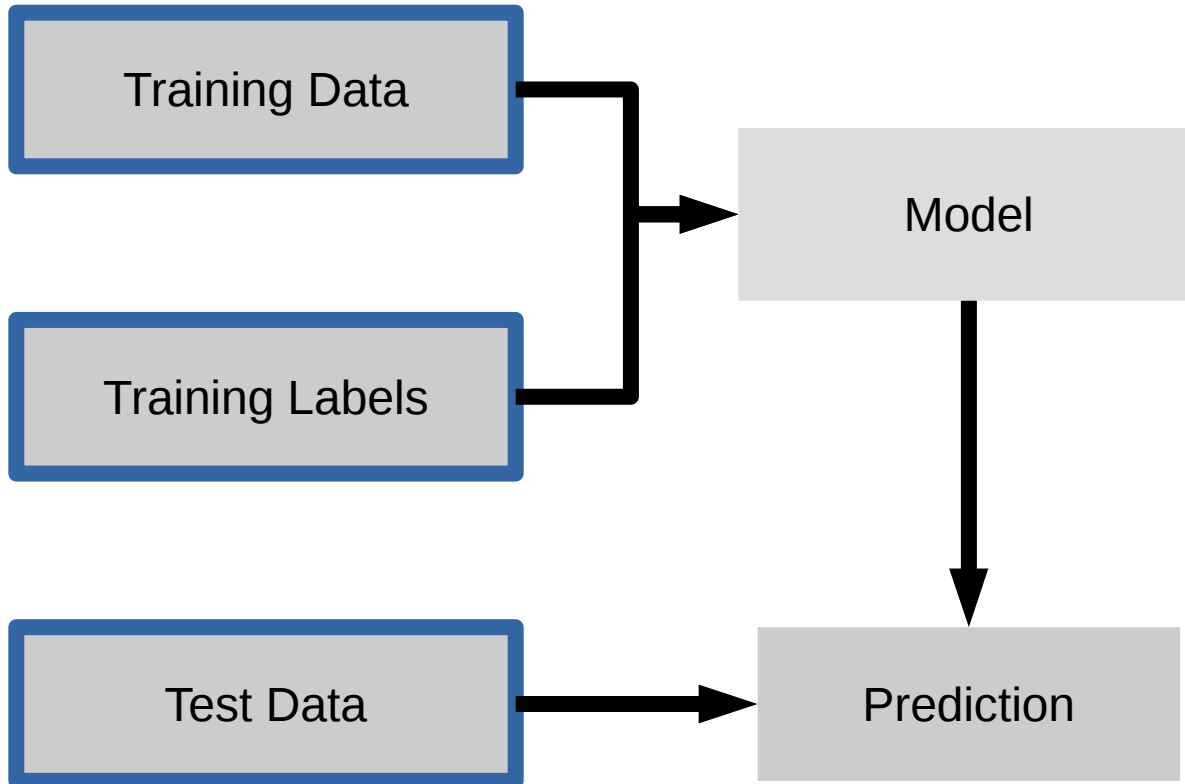 Training Data
Model
Training Labels
Test Data
Prediction